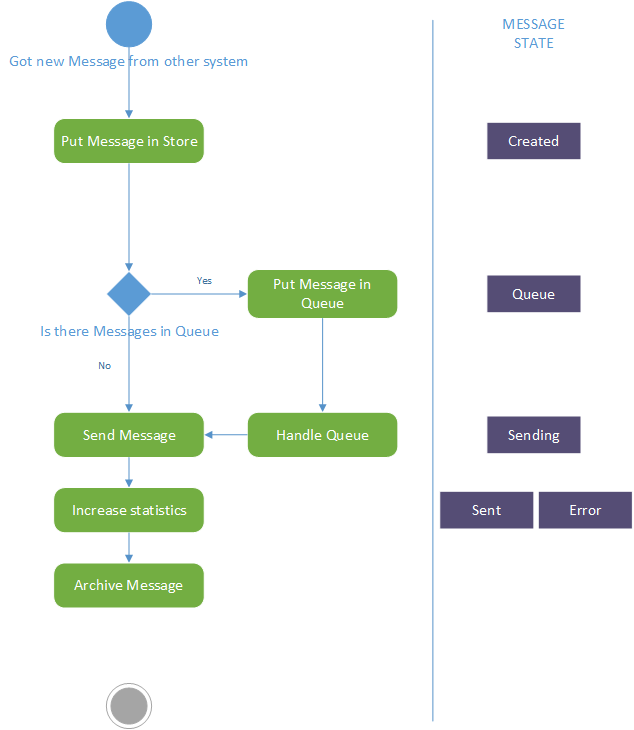 MESSAGE
STATE
Got new Message from other system
Put Message in Store
Created
Yes
Put Message in
Queue
Queue
Is there Messages in Queue
No
Send Message
Handle Queue
Sending
Increase statistics
Sent
Error
Archive Message